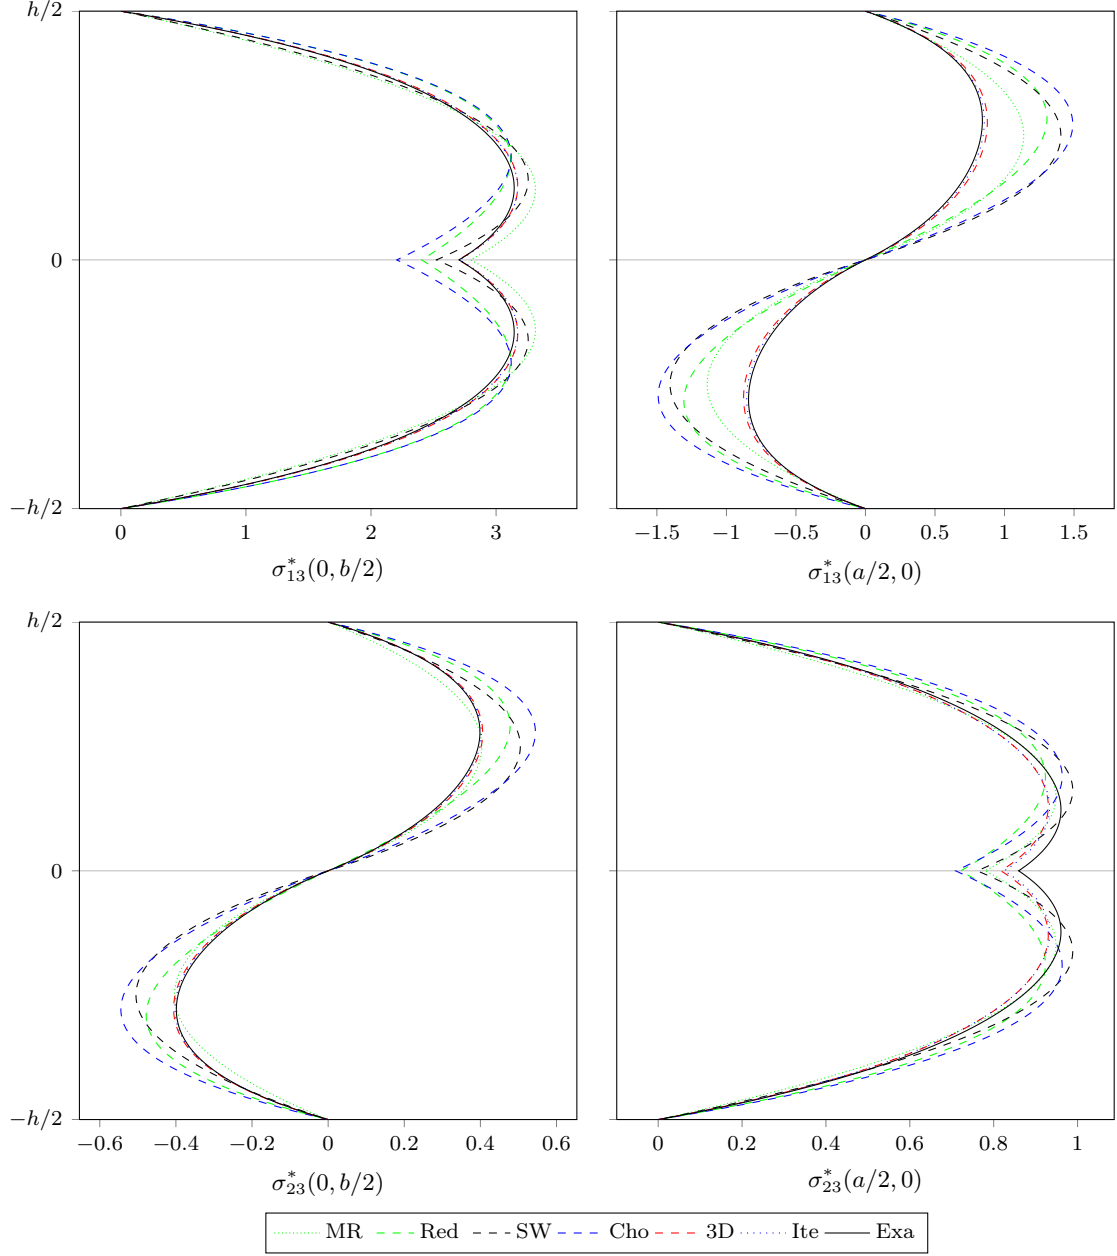 h/2
0
−h/2
0 1 2 3
−1.5 −1 −0.5 0 0.5 1 1.5
σ*₁₃(0, b/2)
σ*₁₃(a/2, 0)
h/2
0
−h/2
−0.6 −0.4 −0.2 0 0.2 0.4 0.6
0 0.2 0.4 0.6 0.8 1
σ*₂₃(0, b/2)
σ*₂₃(a/2, 0)
MR Red SW Cho 3D Ite Exa